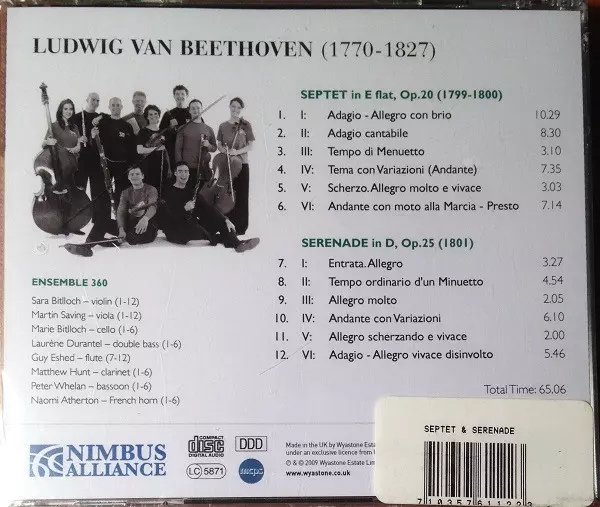 LUDWIG VAN BEETHOVEN (1770-1827)
SEPTET in E flat, Op.20 (1799-1800)
1. I: Adagio - Allegro con brio 10.29
2. II: Adagio cantabile 8.30
3. III: Tempo di Menuetto 3.10
4. IV: Tema con Variazioni (Andante) 7.35
5. V: Scherzo. Allegro molto e vivace 3.03
6. VI: Andante con moto alla Marcia - Presto 7.14
SERENADE in D, Op.25 (1801)
7. I: Entrata. Allegro 3.27
8. II: Tempo ordinario d'un Minuetto 4.54
9. III: Allegro molto 2.05
10. IV: Andante con Variazioni 6.10
11. V: Allegro scherzando e vivace 2.00
12. VI: Adagio - Allegro vivace disinvolto 5.46
Total Time: 65.06
ENSEMBLE 360
Sara Bitlloch – violin (1-12)
Martin Saving – viola (1-12)
Marie Bitlloch – cello (1-6)
Laurène Durantel – double bass (1-6)
Guy Eshed – flute (7-12)
Matthew Hunt – clarinet (1-6)
Peter Whelan – bassoon (1-6)
Naomi Atherton – French horn (1-6)
NIMBUS
ALLIANCE
COMPACT
disc
DIGITAL AUDIO
DDD
LC 5871
mcps
Made in the UK by Wyastone Estate
under an exclusive licence from
℗ & © 2009 Wyastone Estate Lim
www.wyastone.co.uk
SEPTET & SERENADE